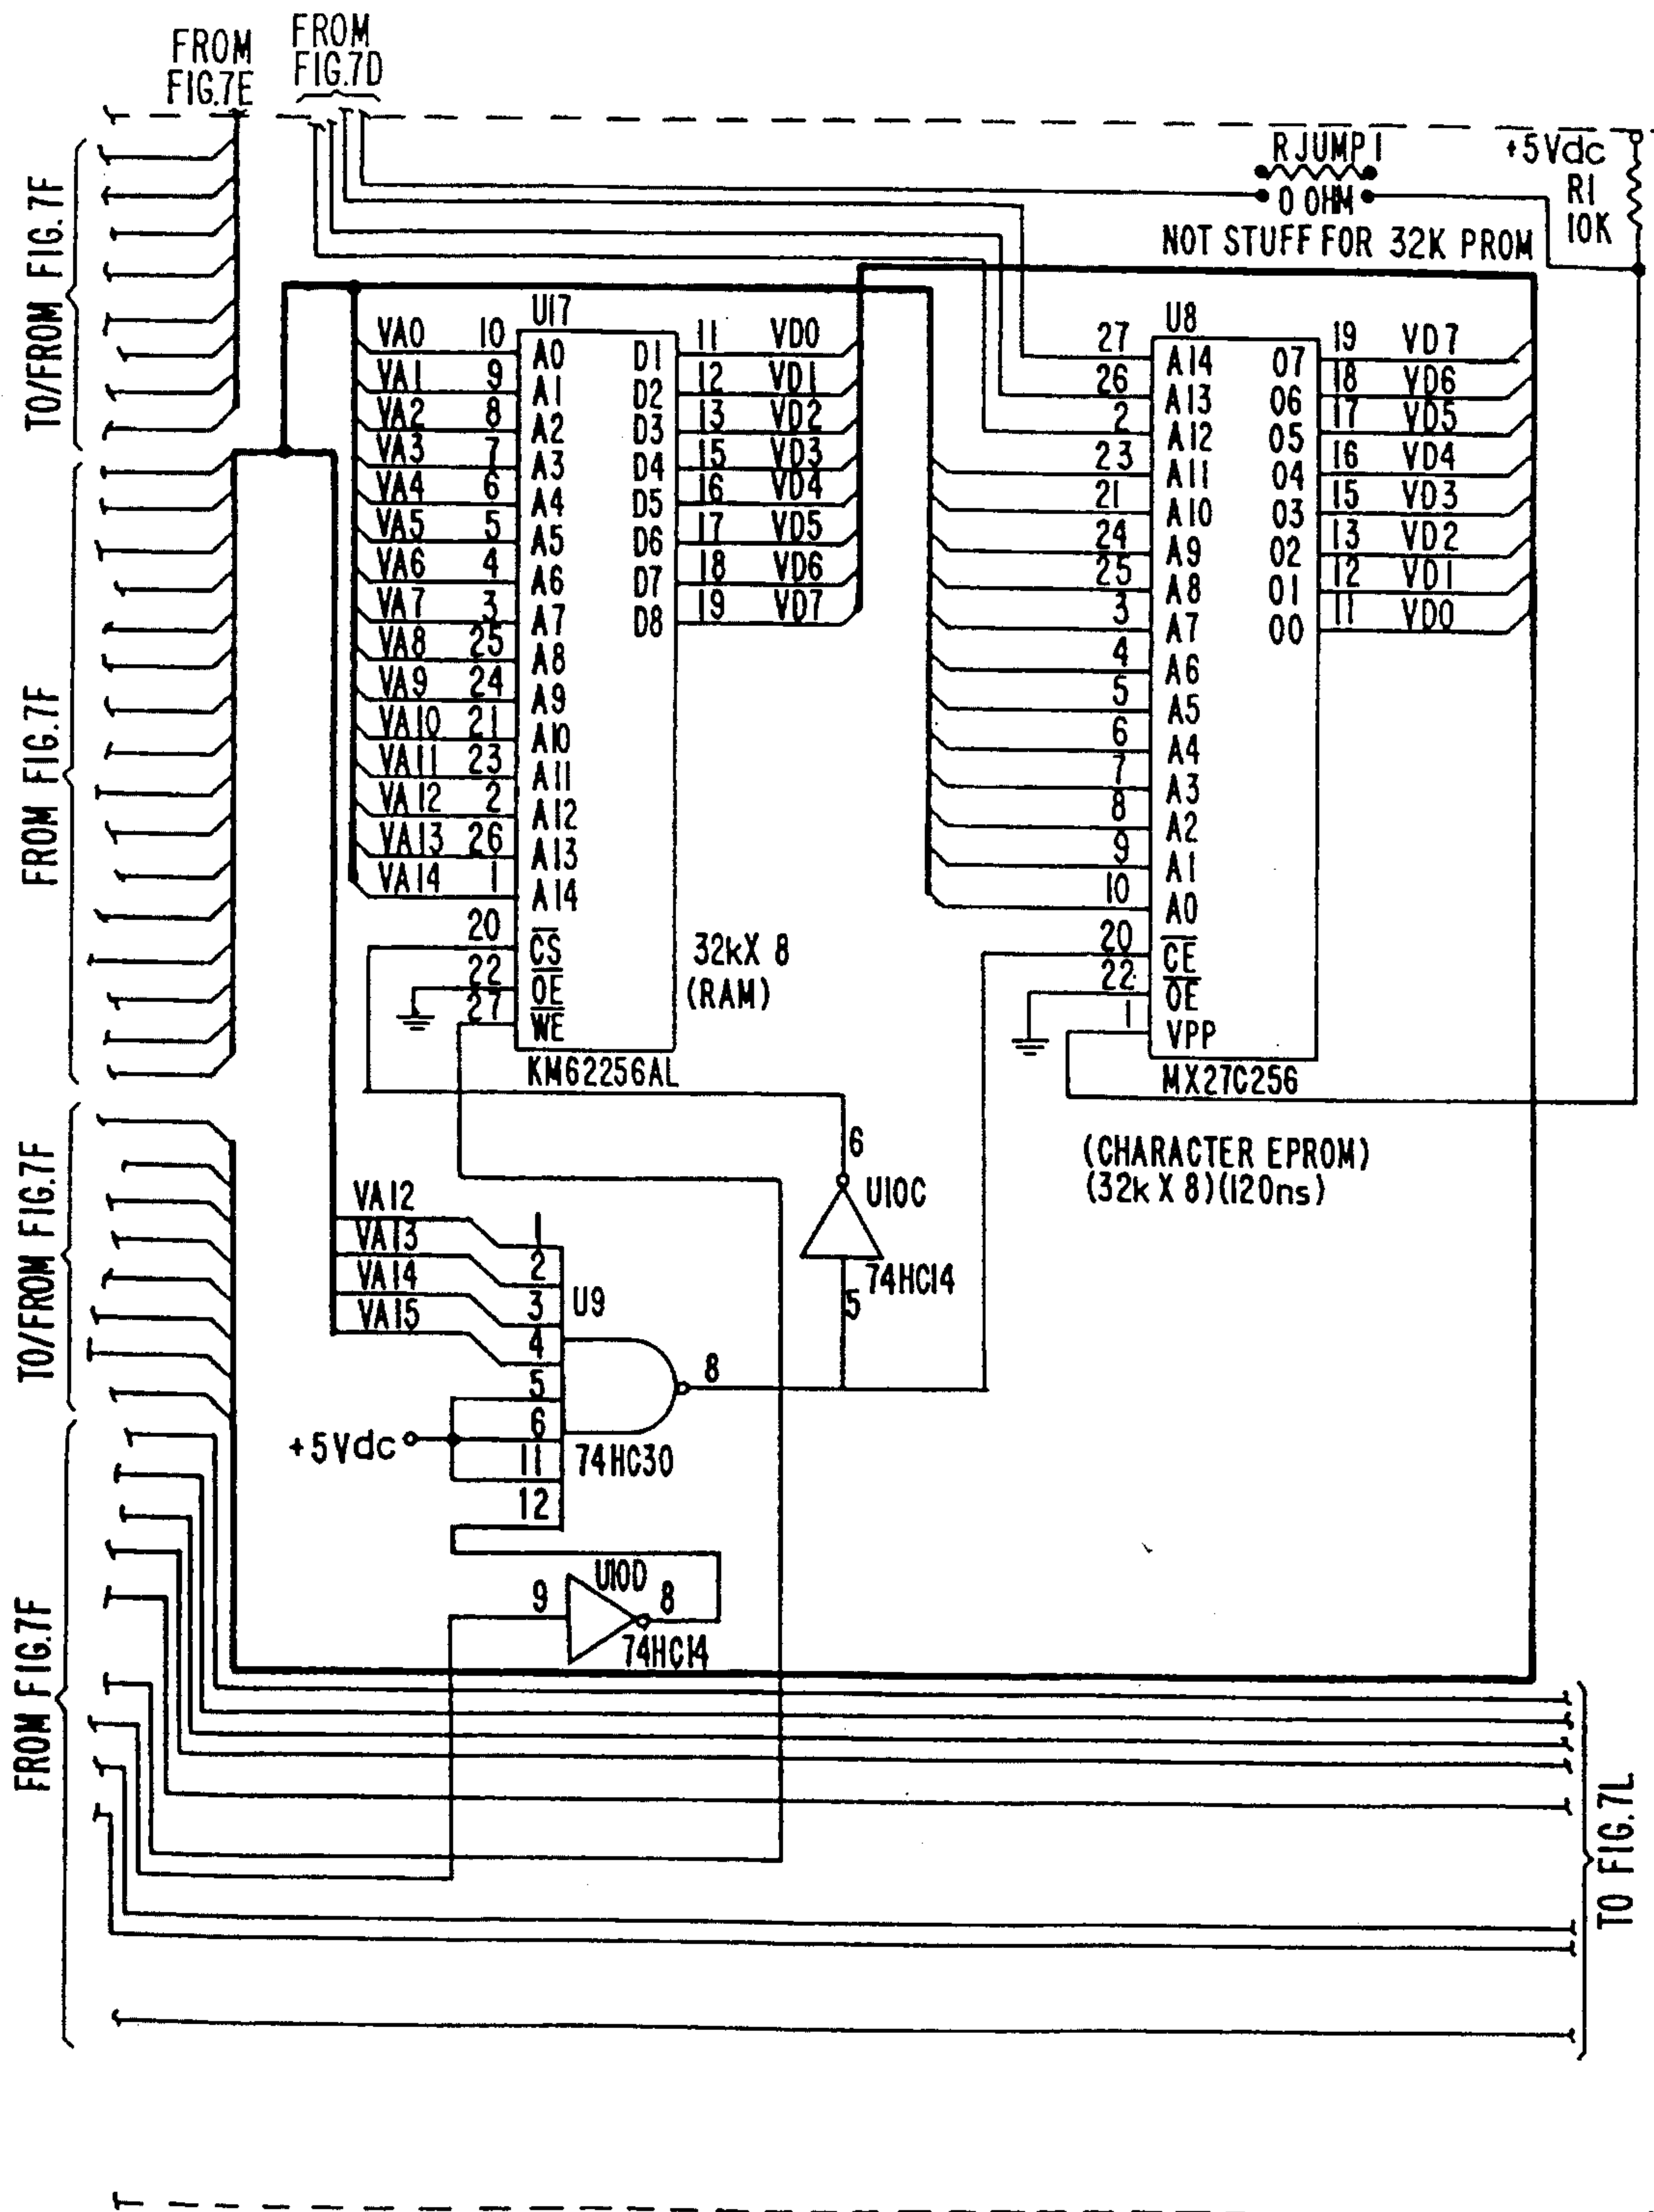 FROM
FIG.7E
FROM
FIG.7D
+5Vdc
R1
10K
RJUMP1
0 OHM
NOT STUFF FOR 32K PROM
TO/FROM FIG.7F
FROM FIG.7F
TO/FROM FIG.7F
FROM FIG.7F
U17
VA0 10 A0
VA1 9 A1
VA2 8 A2
VA3 7 A3
VA4 6 A4
VA5 5 A5
VA6 4 A6
VA7 3 A7
VA8 25 A8
VA9 24 A9
VA10 21 A10
VA11 23 A11
VA12 2 A12
VA13 26 A13
VA14 1 A14
20 CS
22 OE
27 WE
D1 11 VD0
D2 12 VD1
D3 13 VD2
D4 15 VD3
D5 16 VD4
D6 17 VD5
D7 18 VD6
D8 19 VD7
32kX 8
(RAM)
KM62256AL
U8
27 A14
26 A13
2 A12
23 A11
21 A10
24 A9
25 A8
3 A7
4 A6
5 A5
6 A4
7 A3
8 A2
9 A1
10 A0
20 CE
22 OE
1 VPP
O7 19 VD7
O6 18 VD6
O5 17 VD5
O4 16 VD4
O3 15 VD3
O2 13 VD2
O1 12 VD1
O0 11 VD0
MX27C256
(CHARACTER EPROM)
(32k X 8)(120ns)
6
U10C
74HC14
5
VA12 1
VA13 2
VA14 3
VA15 4
5
6
11
12
U9
8
+5Vdc
74HC30
U10D
9
8
74HC14
TO FIG.7L